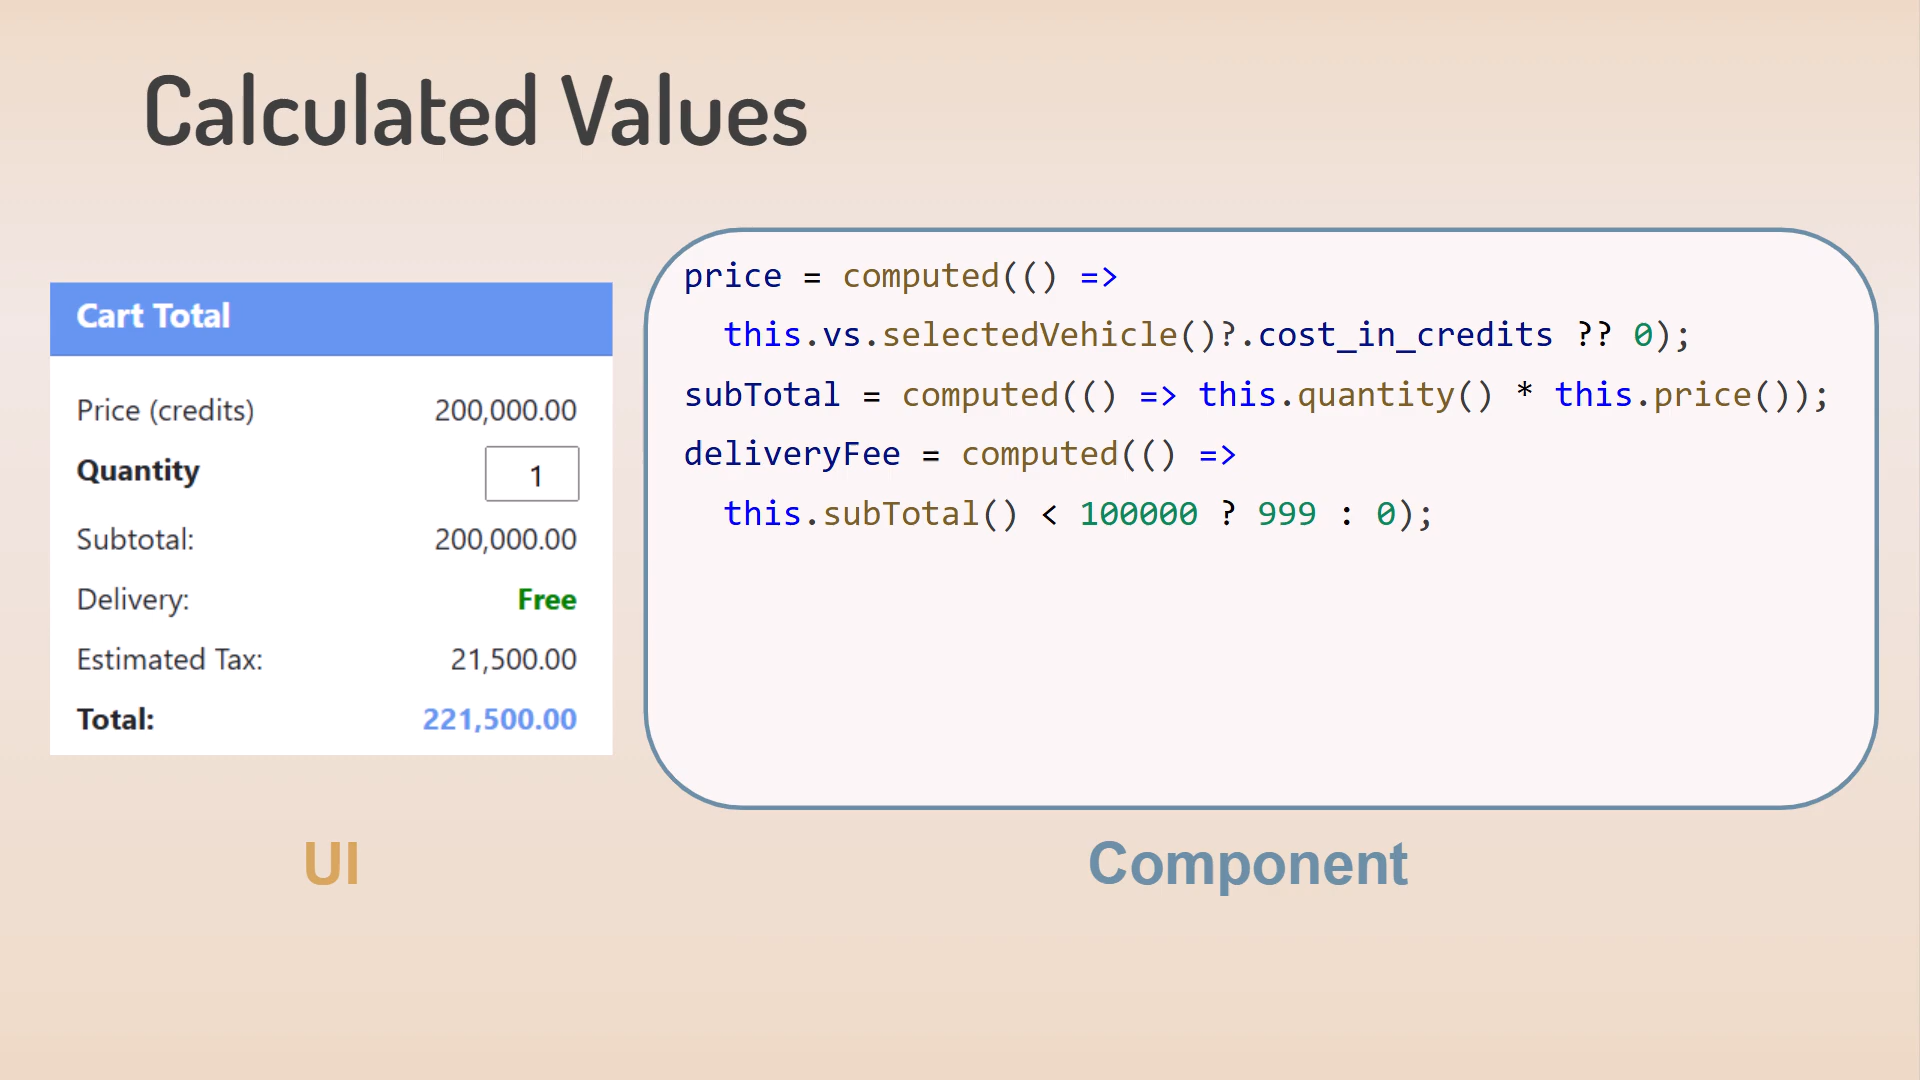 Calculated Values
Cart Total
Price (credits) 200,000.00
Quantity 1
Subtotal: 200,000.00
Delivery: Free
Estimated Tax: 21,500.00
Total: 221,500.00
UI
price = computed(() =>
  this.vs.selectedVehicle()?.cost_in_credits ?? 0);
subTotal = computed(() => this.quantity() * this.price());
deliveryFee = computed(() =>
  this.subTotal() < 100000 ? 999 : 0);
Component